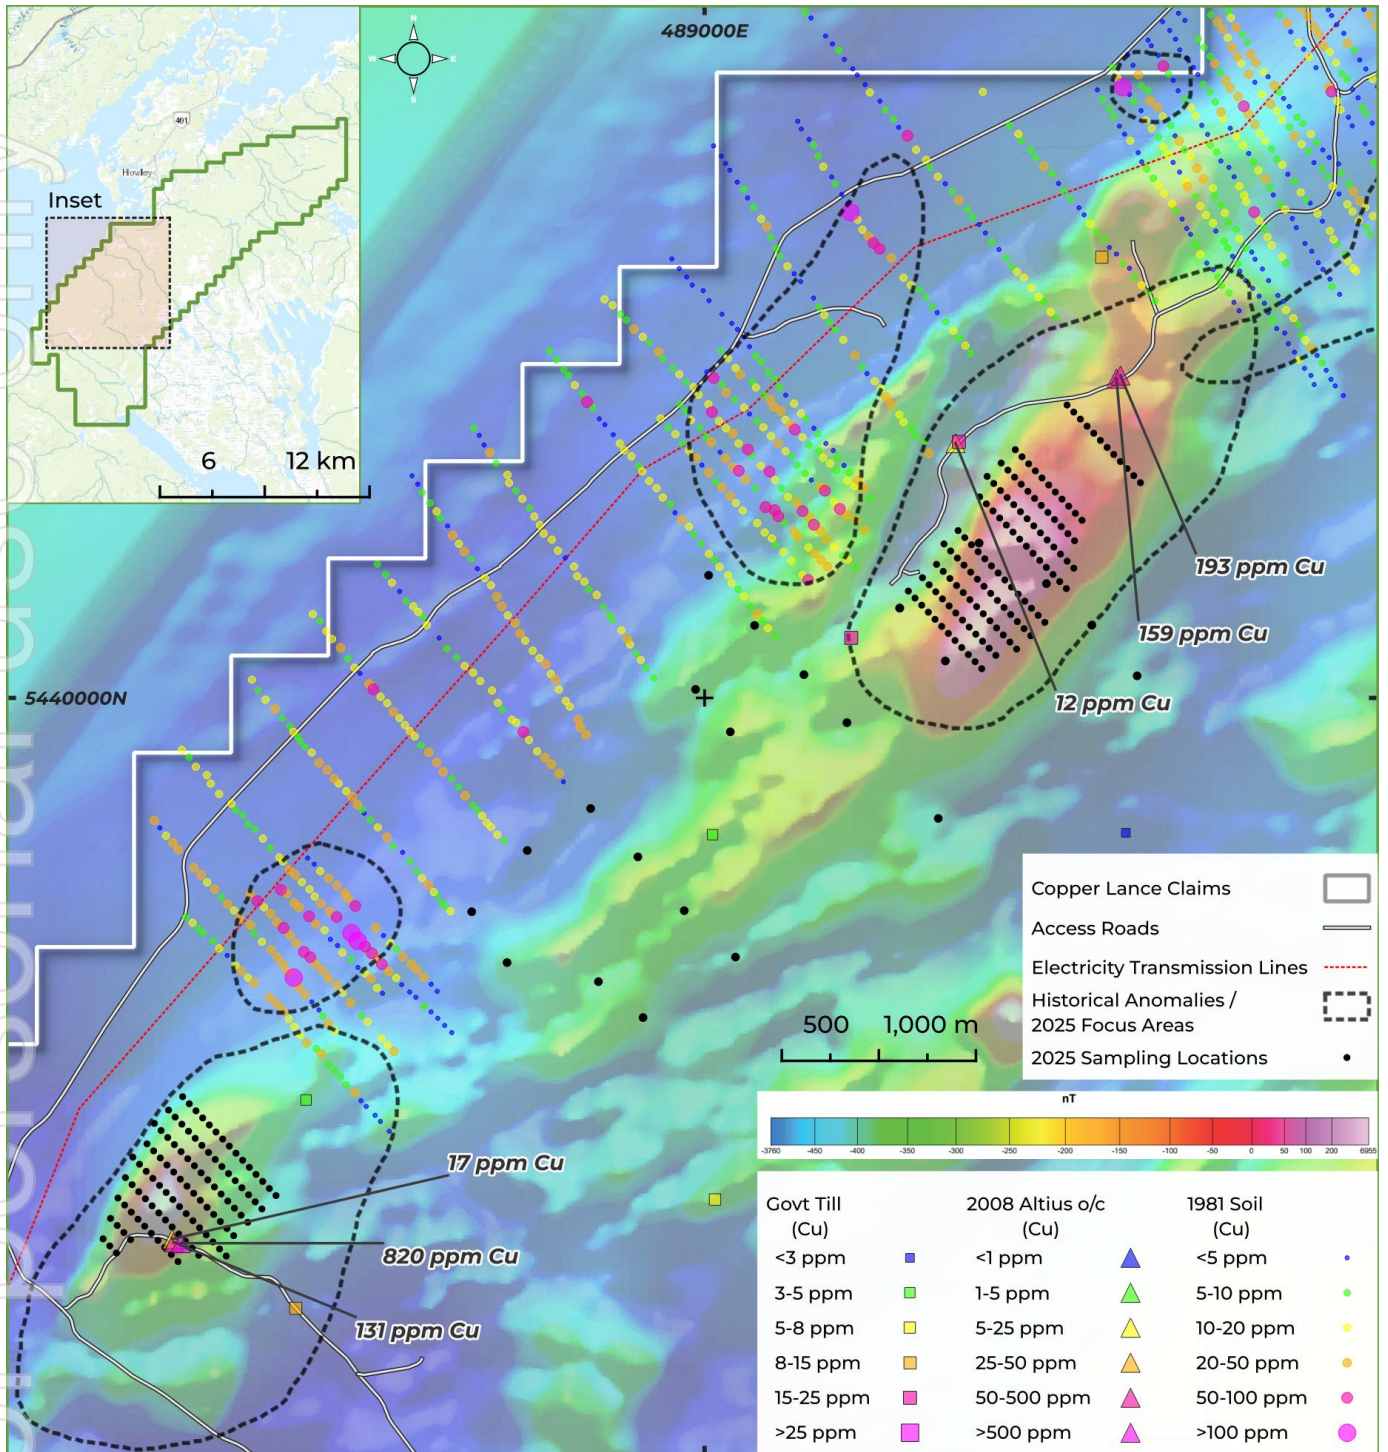 489000E
N
W
E
S
401
Howley
Inset
6 12 km
193 ppm Cu
159 ppm Cu
12 ppm Cu
5440000N
Copper Lance Claims
Access Roads
500 1,000 m
Electricity Transmission Lines
Historical Anomalies /
2025 Focus Areas
2025 Sampling Locations
nT
-3760 -450 -400 -350 -300 -250 -200 -150 -100 -50 0 50 100 200 6955
17 ppm Cu
820 ppm Cu
131 ppm Cu
Govt Till 2008 Altius o/c 1981 Soil
(Cu) (Cu) (Cu)
<3 ppm <1 ppm <5 ppm
3-5 ppm 1-5 ppm 5-10 ppm
5-8 ppm 5-25 ppm 10-20 ppm
8-15 ppm 25-50 ppm 20-50 ppm
15-25 ppm 50-500 ppm 50-100 ppm
>25 ppm >500 ppm >100 ppm
r personal use only